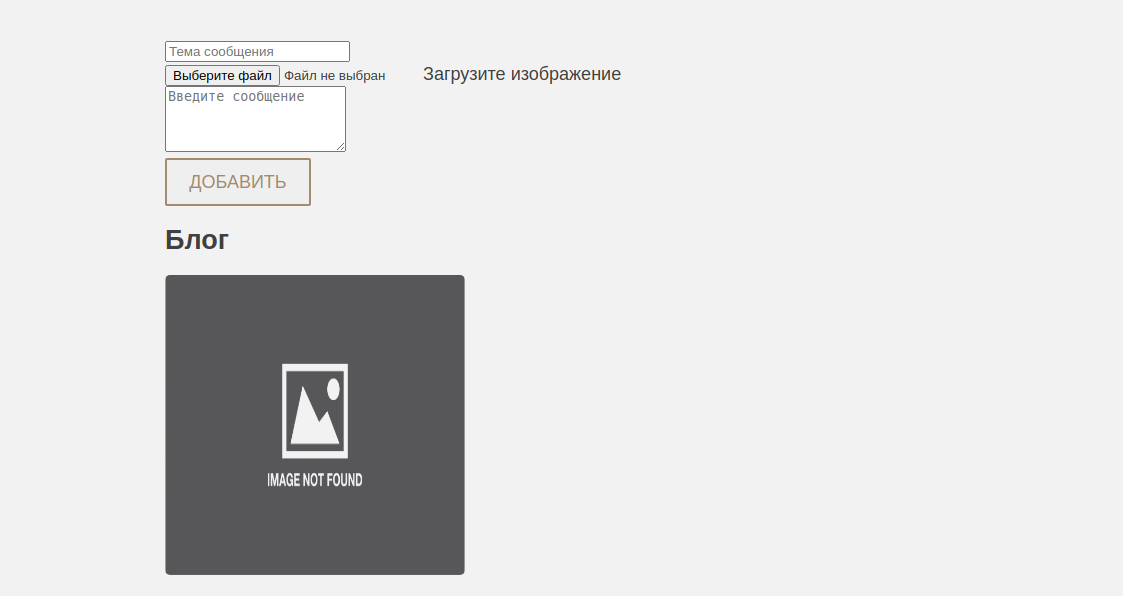 Тема сообщения
Выберите файл Файл не выбран Загрузите изображение
Введите сообщение
ДОБАВИТЬ
Блог
IMAGE NOT FOUND